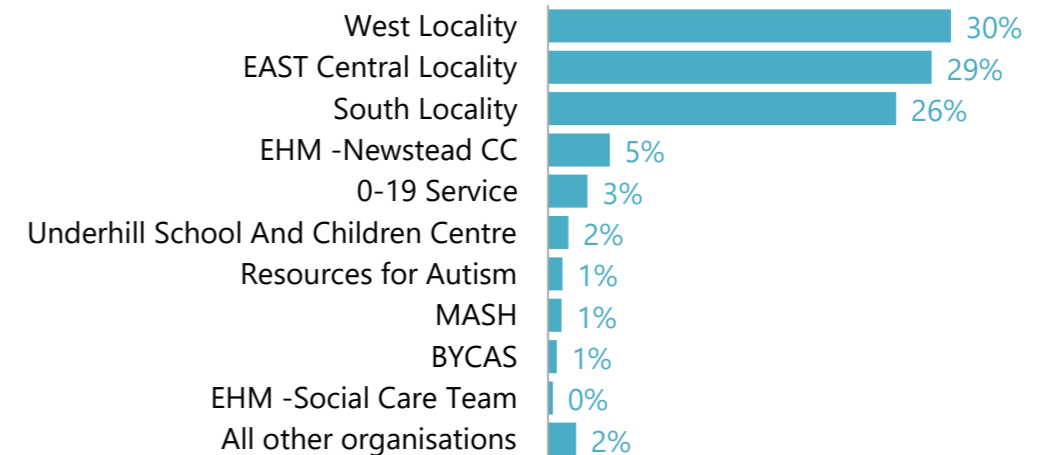 West Locality 30%
EAST Central Locality 29%
South Locality 26%
EHM -Newstead CC 5%
0-19 Service 3%
Underhill School And Children Centre 2%
Resources for Autism 1%
MASH 1%
BYCAS 1%
EHM -Social Care Team 0%
All other organisations 2%